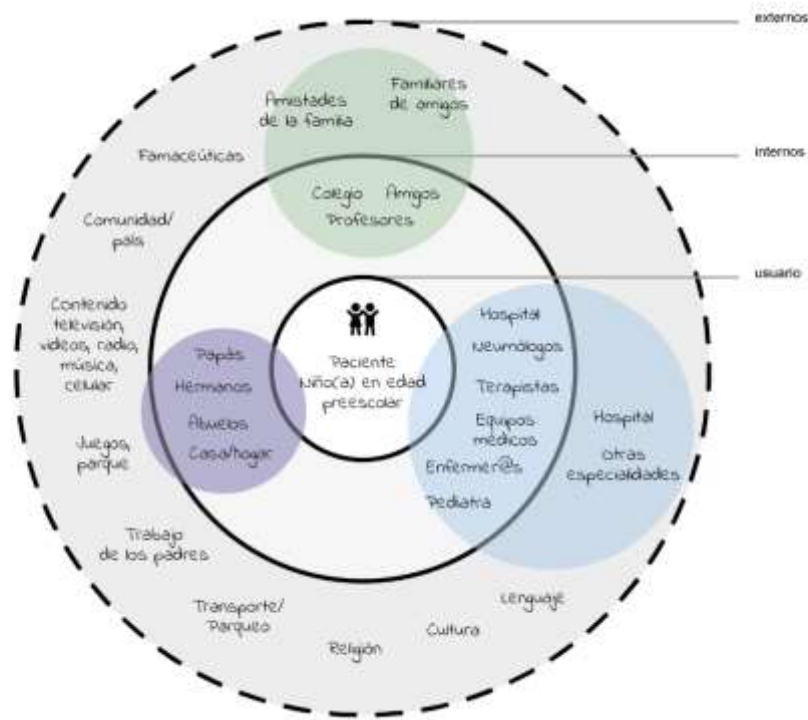 externos
Familiares
de amigos
Amistades
de la familia
Famaceúticas
internos
Colegio Amigos
Profesores
Comunidad/
país
usuario
Contenido
televisión,
videos, radio,
música,
celular
Hospital
Neumálogos
Papás
Paciente
Niño(a) en edad
preescolar
Hermanos
Terapistas
Abuelos
Equipos
médicos
Hospital
Juegos,
parque
Casa/hogar
Enfermer@s
otras
especialidades
Pediatra
Trabajo
de los padres
Transporte/
Parqueo
Lenguaje
Cultura
Religión